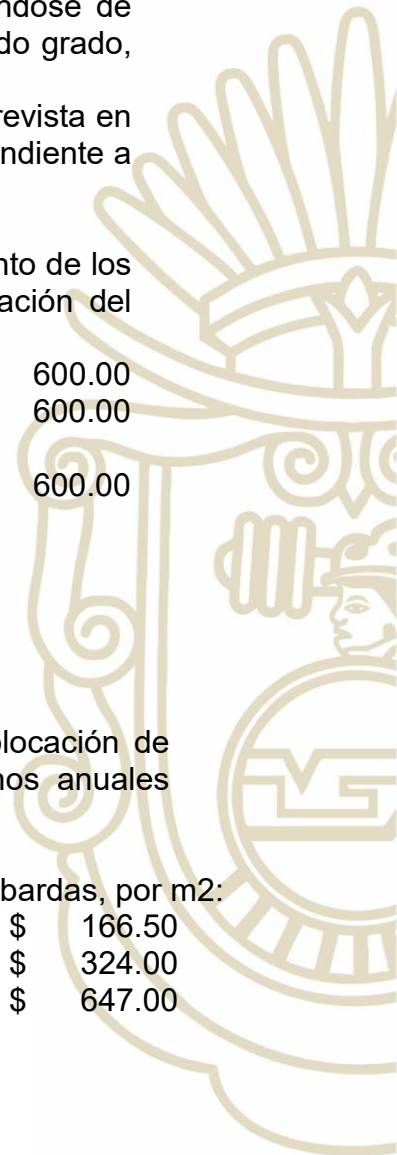 ndose de
do grado,
revista en
ndiente a
nto de los
ación del
600.00
600.00
600.00
olocación de
nos anuales
bardas, por m2:
$ 166.50
$ 324.00
$ 647.00